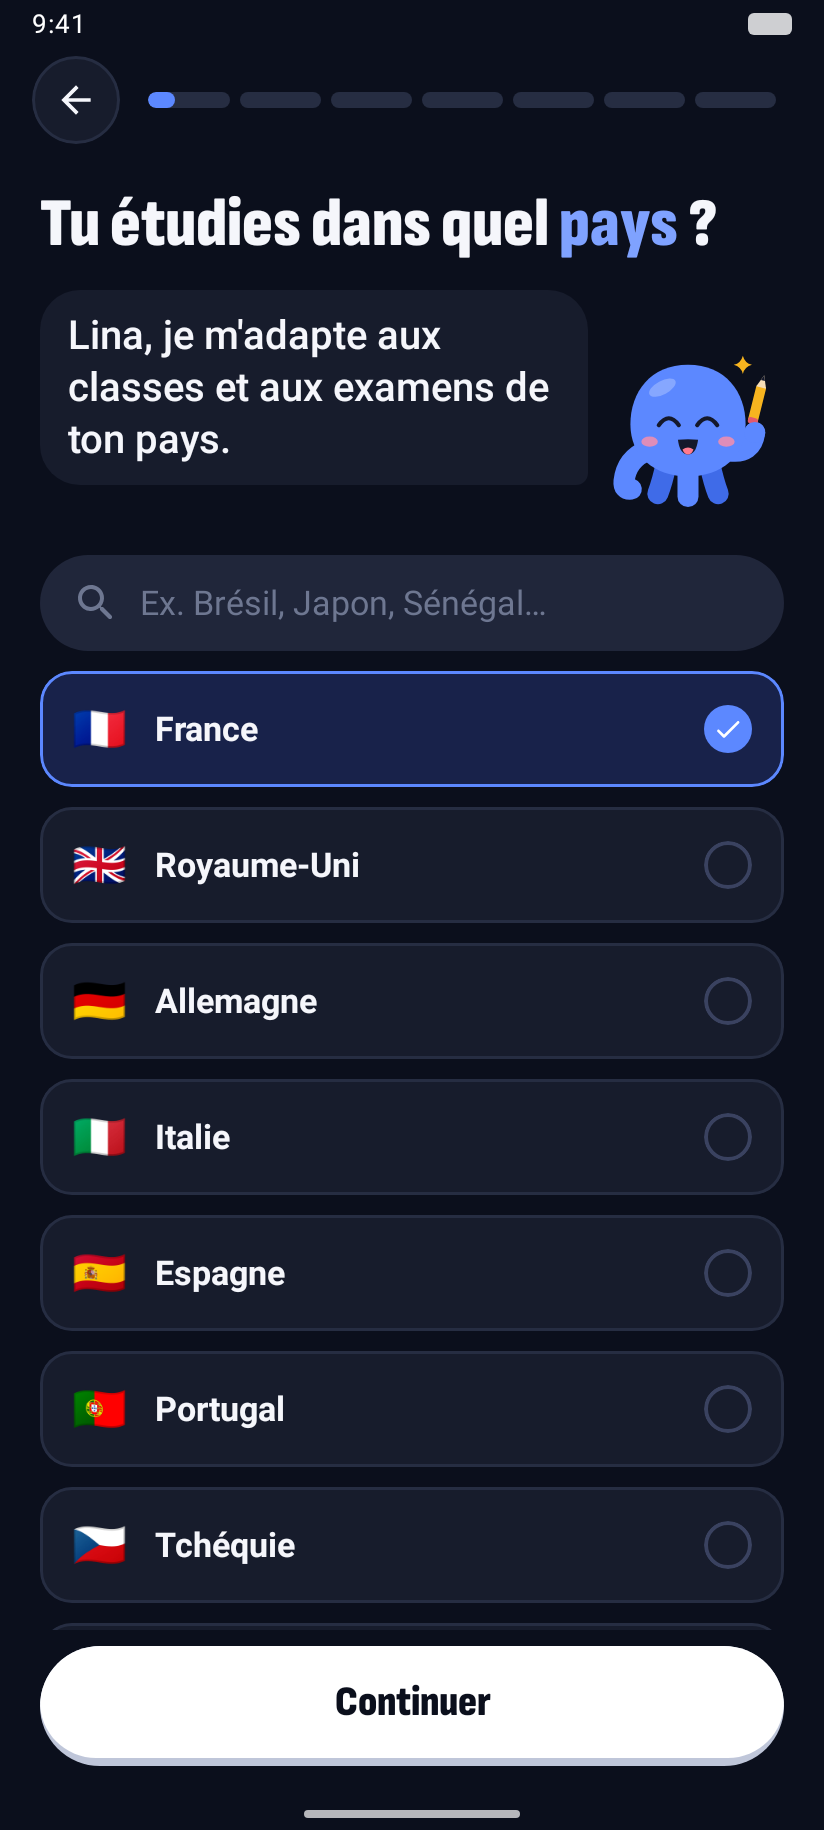 9:41
Tu étudies dans quel pays ?
Lina, je m'adapte aux
classes et aux examens de
ton pays.
Ex. Brésil, Japon, Sénégal…
France
Royaume-Uni
Allemagne
Italie
Espagne
Portugal
Tchéquie
Continuer